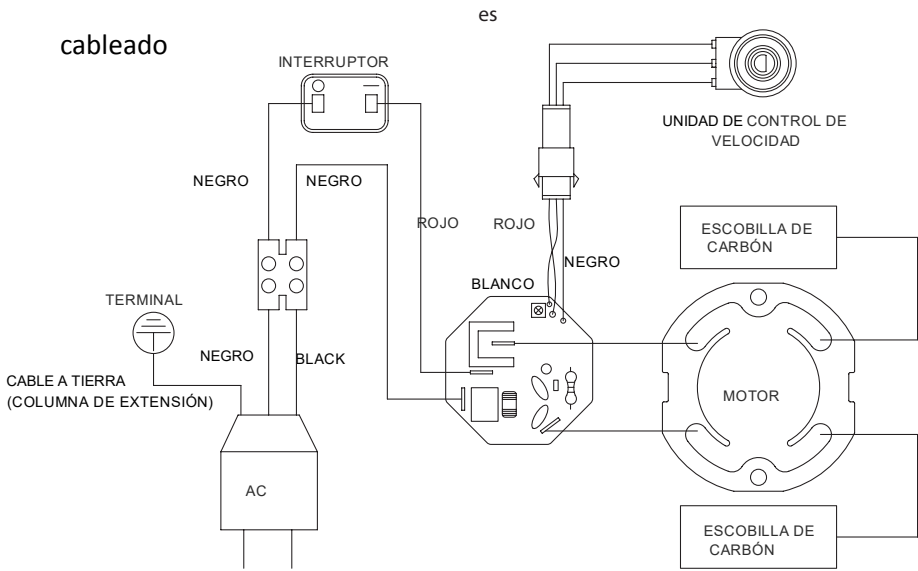 es
cableado
INTERRUPTOR
UNIDAD DE CONTROL DE
VELOCIDAD
NEGRO
NEGRO
ROJO
ROJO
ESCOBILLA DE
CARBÓN
NEGRO
BLANCO
TERMINAL
NEGRO
BLACK
CABLE A TIERRA
(COLUMNA DE EXTENSIÓN)
MOTOR
AC
ESCOBILLA DE
CARBÓN